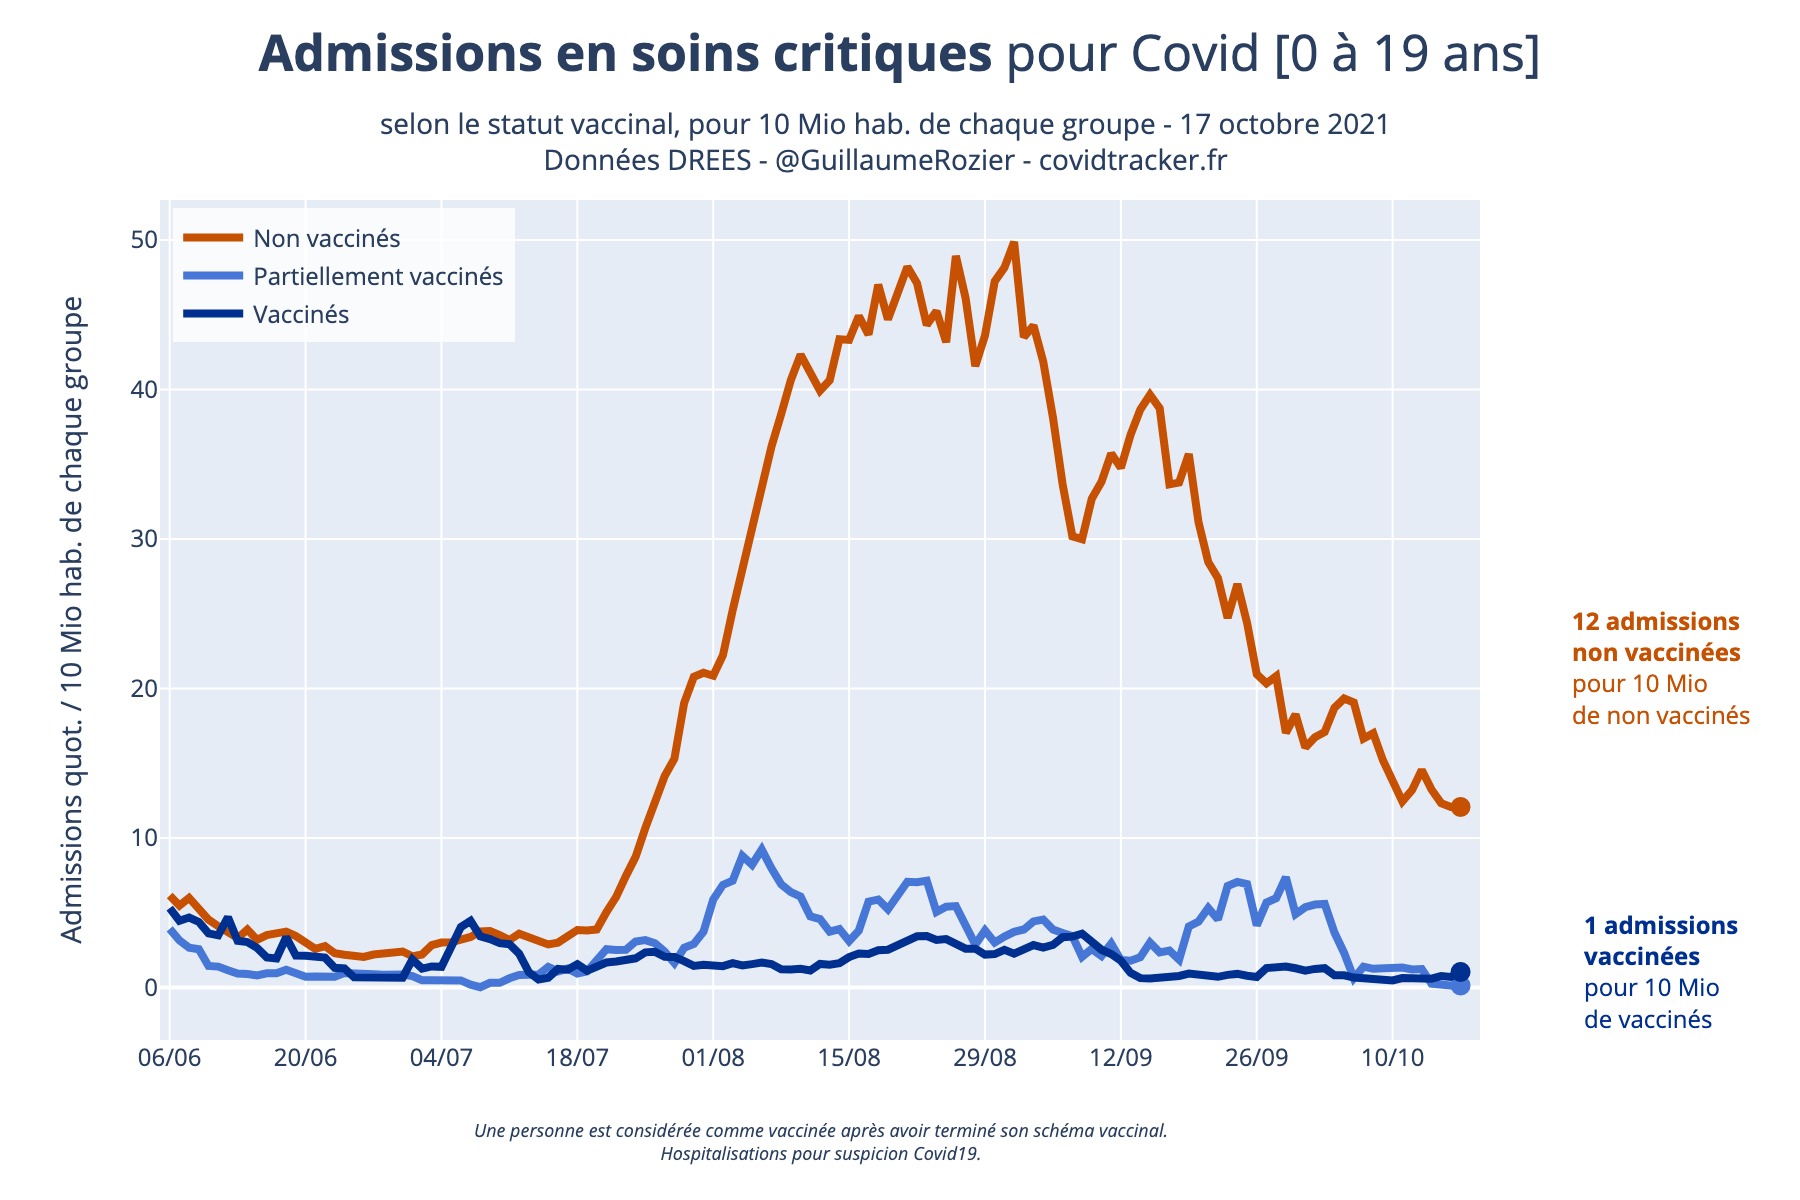 Admissions en soins critiques pour Covid [0 à 19 ans]
selon le statut vaccinal, pour 10 Mio hab. de chaque groupe - 17 octobre 2021
Données DREES - @GuillaumeRozier - covidtracker.fr
Non vaccinés
Partiellement vaccinés
Vaccinés
Admissions quot. / 10 Mio hab. de chaque groupe
50
40
30
20
10
0
06/06
20/06
04/07
18/07
01/08
15/08
29/08
12/09
26/09
10/10
12 admissions
non vaccinées
pour 10 Mio
de non vaccinés
1 admissions
vaccinées
pour 10 Mio
de vaccinés
Une personne est considérée comme vaccinée après avoir terminé son schéma vaccinal.
Hospitalisations pour suspicion Covid19.